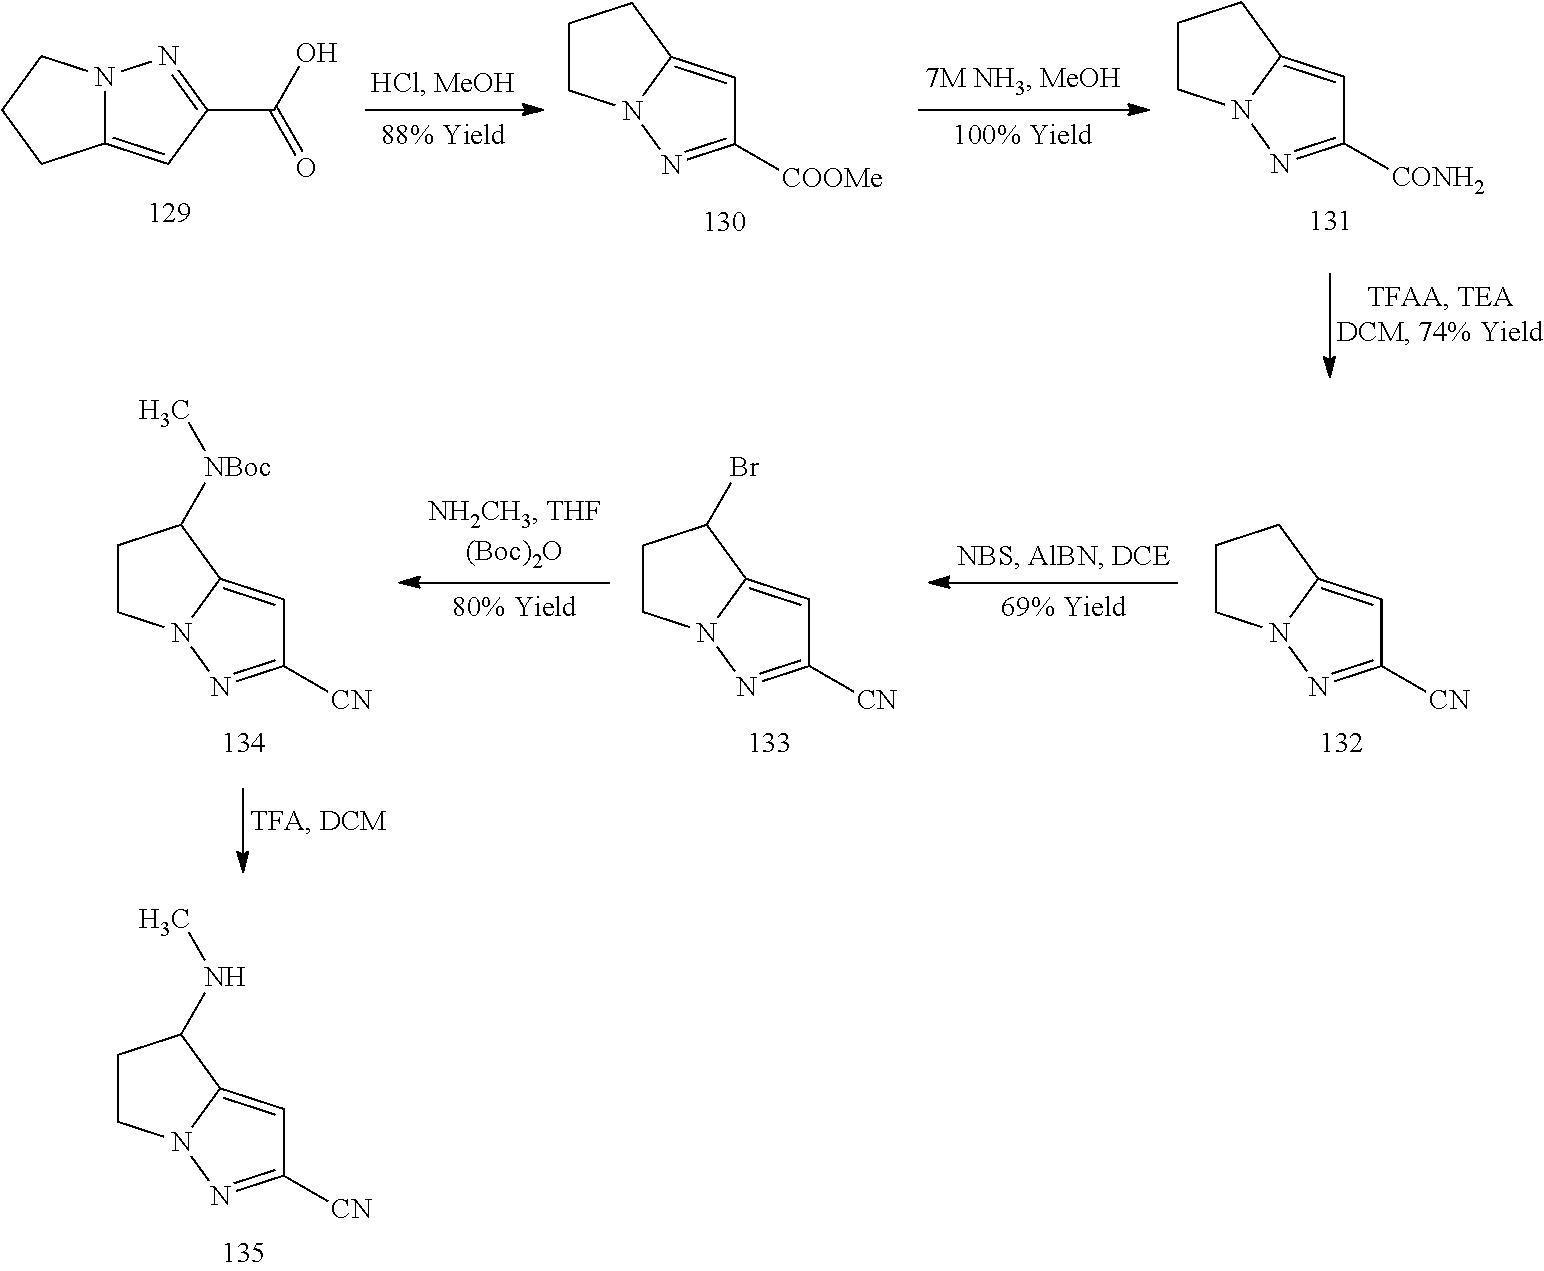 N
N
OH
O
129
HCl, MeOH
88% Yield
N
N
COOMe
130
7M NH3, MeOH
100% Yield
N
N
CONH2
131
TFAA, TEA
DCM, 74% Yield
N
N
CN
132
NBS, AlBN, DCE
69% Yield
Br
N
N
CN
133
NH2CH3, THF
(Boc)2O
80% Yield
H3C
NBoc
N
N
CN
134
TFA, DCM
H3C
NH
N
N
CN
135